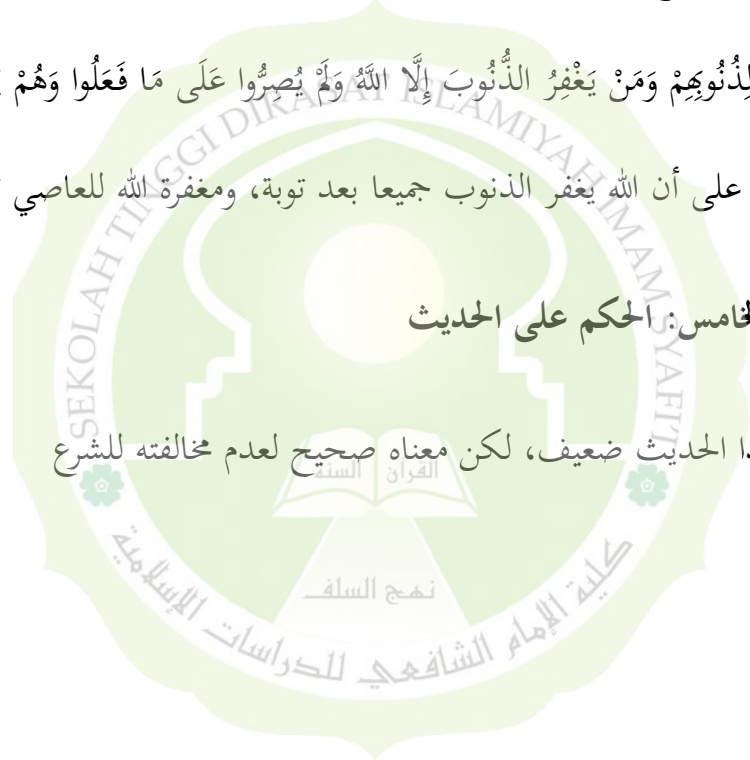 لِذُنُوبِهِمْ وَمَنْ يَغْفِرُ الذُّنُوبَ إِلَّا اللَّهُ وَلَمْ يُصِرُّوا عَلَى مَا فَعَلُوا وَهُمْ
على أن الله يغفر الذنوب جميعا بعد توبة، ومغفرة الله للعاصي
خامس: الحكم على الحديث
ذا الحديث ضعيف، لكن معناه صحيح لعدم مخالفته للشرع
SEKOLAH TINGGI DIRASAT ISLAMIYAH IMAM SYAFI'I
القرآن السنة
نهج السلف
كلية الإمام الشافعي للدراسات الإسلامية